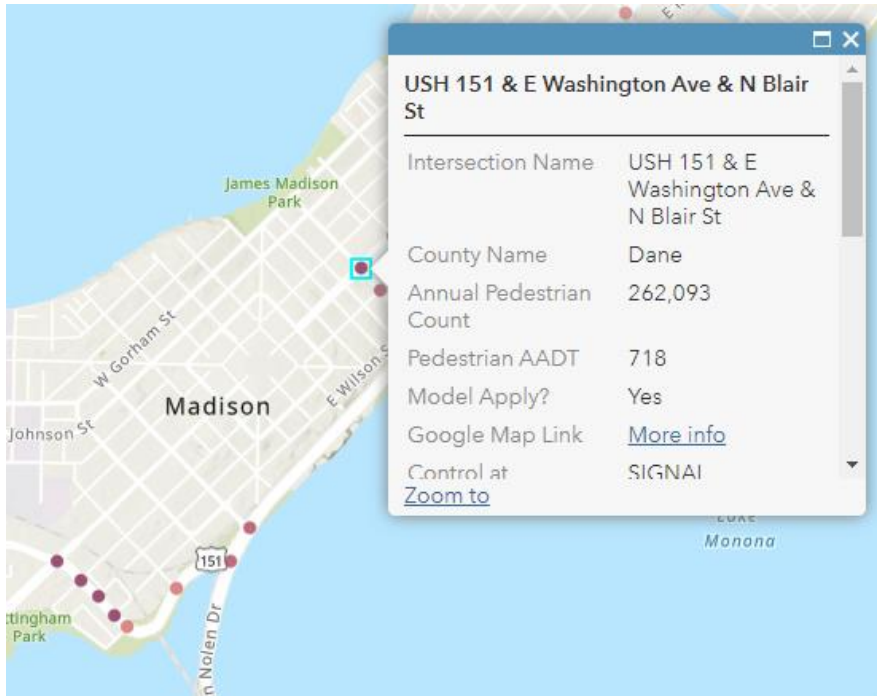 USH 151 & E Washington Ave & N Blair
St
Intersection Name
USH 151 & E
Washington Ave &
N Blair St
County Name
Dane
Annual Pedestrian
Count
262,093
Pedestrian AADT
718
Model Apply?
Yes
Google Map Link
More info
Control at
SIGNAL
Zoom to
James Madison
Park
W Gorham St
E Wilson S
Madison
Johnson St
151
Monona
ttingham
Park
n Nolen Dr